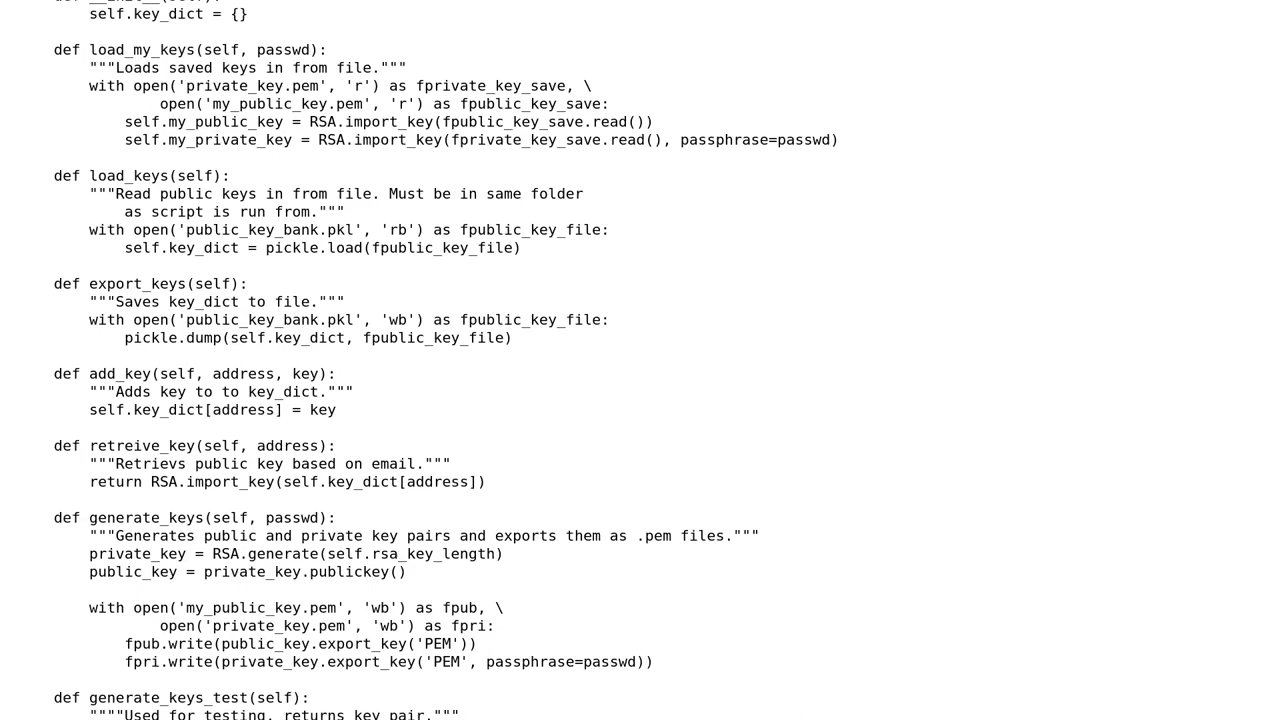 self.key_dict = {}
def load_my_keys(self, passwd):
"""Loads saved keys in from file."""
with open('private_key.pem', 'r') as fprivate_key_save, \
open('my_public_key.pem', 'r') as fpublic_key_save:
self.my_public_key = RSA.import_key(fpublic_key_save.read())
self.my_private_key = RSA.import_key(fprivate_key_save.read(), passphrase=passwd)
def load_keys(self):
"""Read public keys in from file. Must be in same folder
as script is run from."""
with open('public_key_bank.pkl', 'rb') as fpublic_key_file:
self.key_dict = pickle.load(fpublic_key_file)
def export_keys(self):
"""Saves key_dict to file."""
with open('public_key_bank.pkl', 'wb') as fpublic_key_file:
pickle.dump(self.key_dict, fpublic_key_file)
def add_key(self, address, key):
"""Adds key to to key_dict."""
self.key_dict[address] = key
def retreive_key(self, address):
"""Retrievs public key based on email."""
return RSA.import_key(self.key_dict[address])
def generate_keys(self, passwd):
"""Generates public and private key pairs and exports them as .pem files."""
private_key = RSA.generate(self.rsa_key_length)
public_key = private_key.publickey()
with open('my_public_key.pem', 'wb') as fpub, \
open('private_key.pem', 'wb') as fpri:
fpub.write(public_key.export_key('PEM'))
fpri.write(private_key.export_key('PEM', passphrase=passwd))
def generate_keys_test(self):
""""Used for testing, returns key pair."""